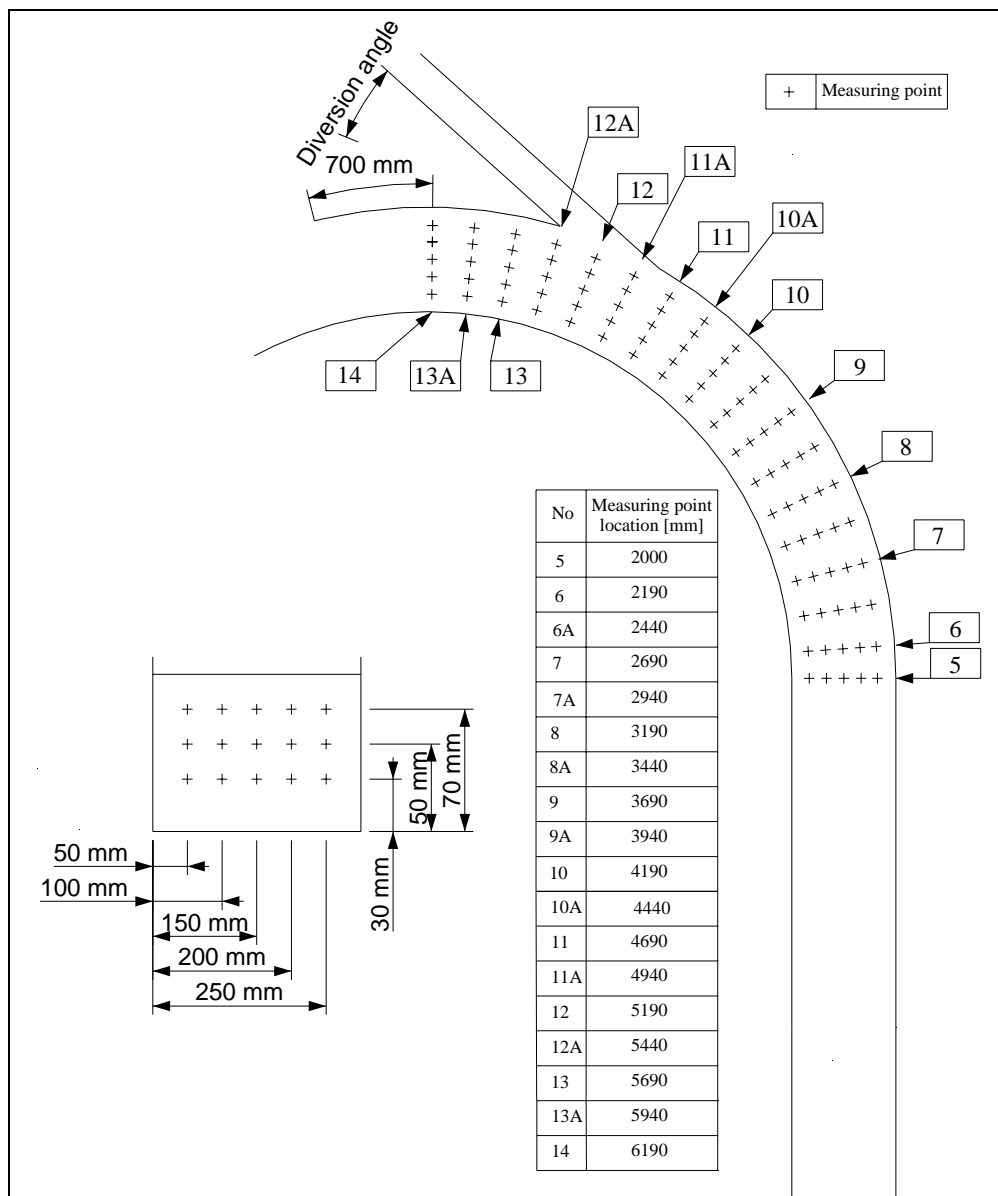 Diversion angle
700 mm
+ Measuring point
12A
12
11A
11
10A
10
9
8
7
6
5
14
13A
13
No Measuring point location [mm]
5 2000
6 2190
6A 2440
7 2690
7A 2940
8 3190
8A 3440
9 3690
9A 3940
10 4190
10A 4440
11 4690
11A 4940
12 5190
12A 5440
13 5690
13A 5940
14 6190
50 mm
100 mm
150 mm
200 mm
250 mm
30 mm
50 mm
70 mm